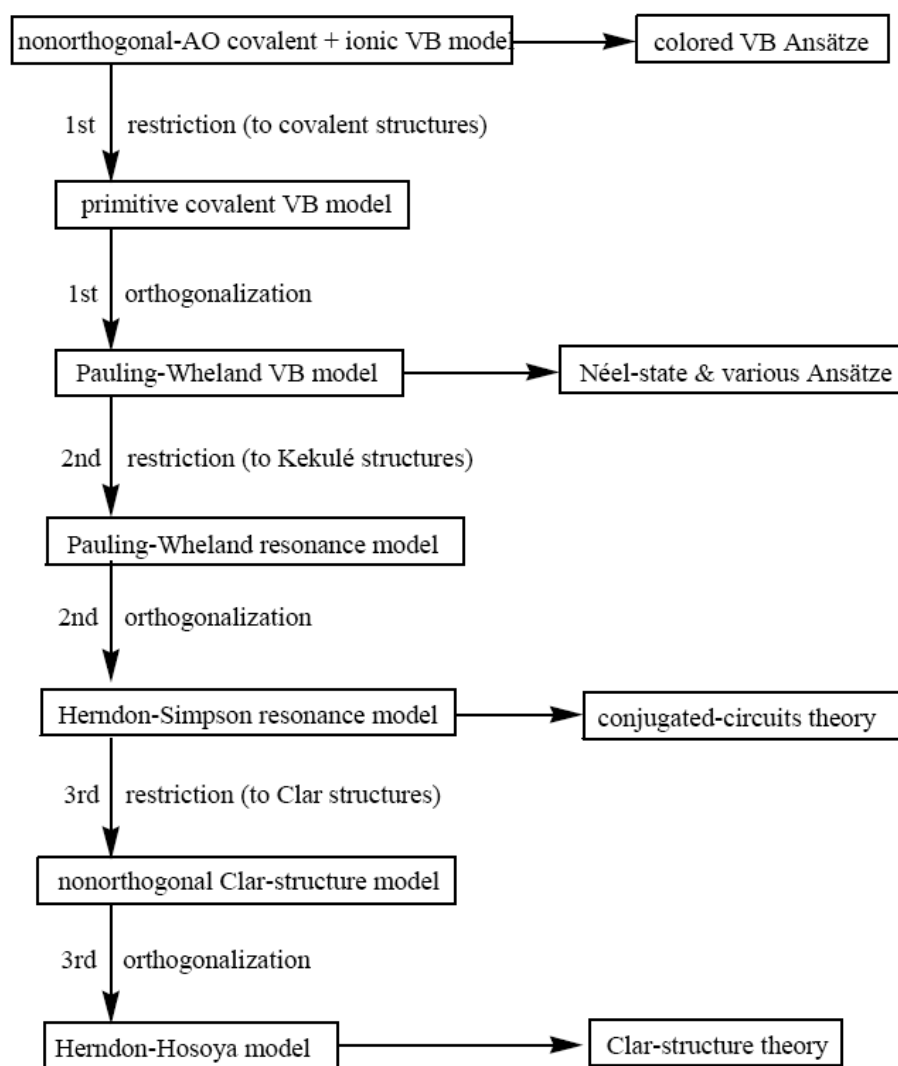 nonorthogonal-AO covalent + ionic VB model
colored VB Ansätze
1st restriction (to covalent structures)
primitive covalent VB model
1st orthogonalization
Pauling-Wheland VB model
Néel-state & various Ansätze
2nd restriction (to Kekulé structures)
Pauling-Wheland resonance model
2nd orthogonalization
Herndon-Simpson resonance model
conjugated-circuits theory
3rd restriction (to Clar structures)
nonorthogonal Clar-structure model
3rd orthogonalization
Herndon-Hosoya model
Clar-structure theory